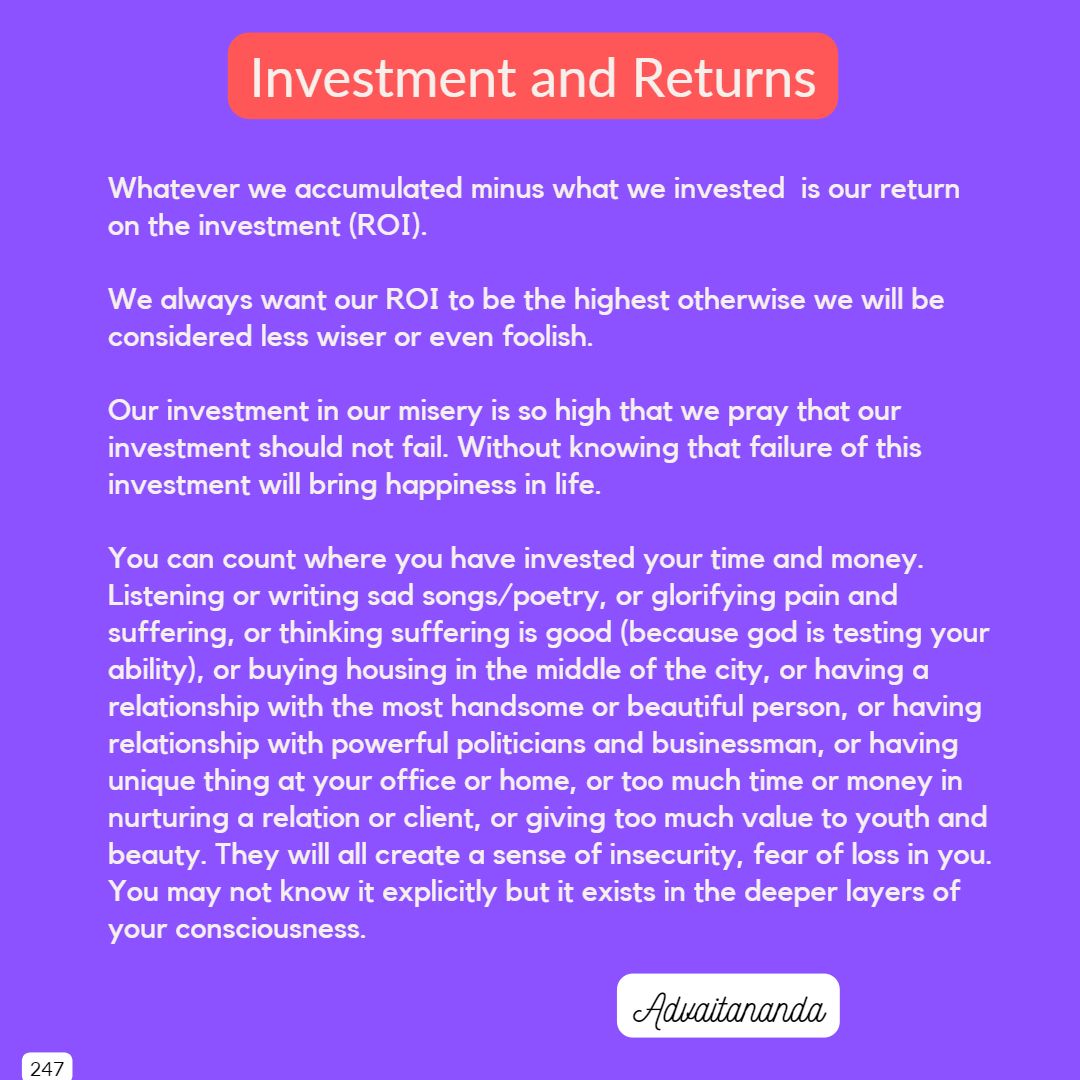 Investment and Returns
Whatever we accumulated minus what we invested  is our return
on the investment (ROI).
We always want our ROI to be the highest otherwise we will be
considered less wiser or even foolish.
Our investment in our misery is so high that we pray that our
investment should not fail. Without knowing that failure of this
investment will bring happiness in life.
You can count where you have invested your time and money.
Listening or writing sad songs/poetry, or glorifying pain and
suffering, or thinking suffering is good (because god is testing your
ability), or buying housing in the middle of the city, or having a
relationship with the most handsome or beautiful person, or having
relationship with powerful politicians and businessman, or having
unique thing at your office or home, or too much time or money in
nurturing a relation or client, or giving too much value to youth and
beauty. They will all create a sense of insecurity, fear of loss in you.
You may not know it explicitly but it exists in the deeper layers of
your consciousness.
Advaitananda
247